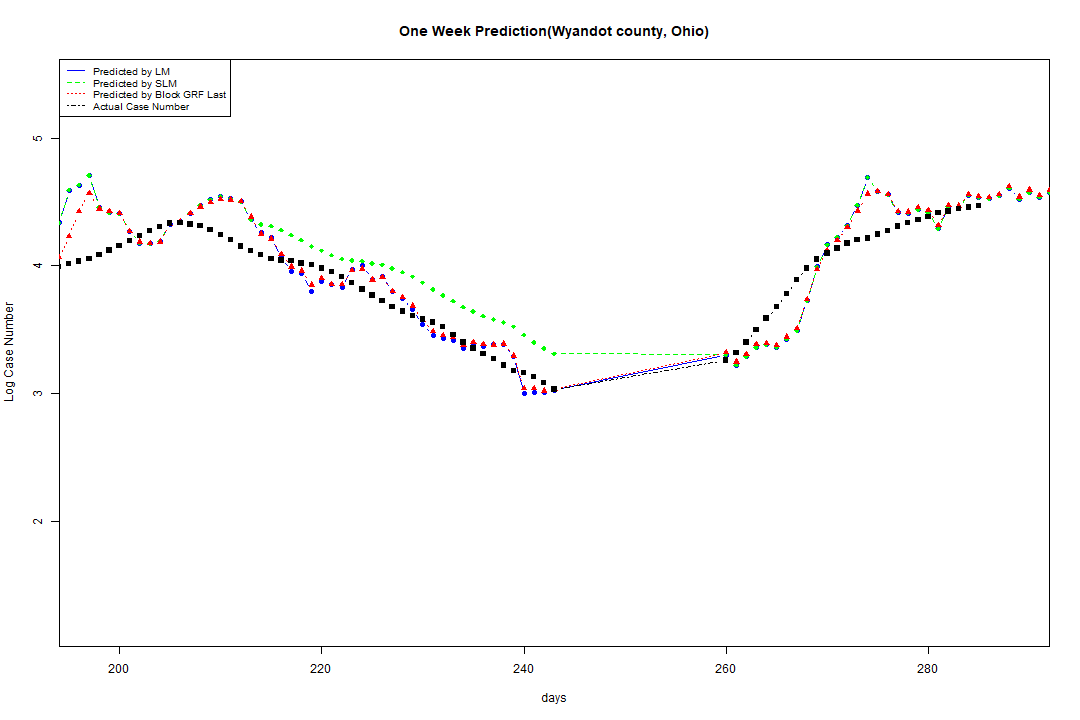 One Week Prediction(Wyandot county, Ohio)
Predicted by LM
Predicted by SLM
Predicted by Block GRF Last
Actual Case Number
5
4
3
2
Log Case Number
200 220 240 260 280
days